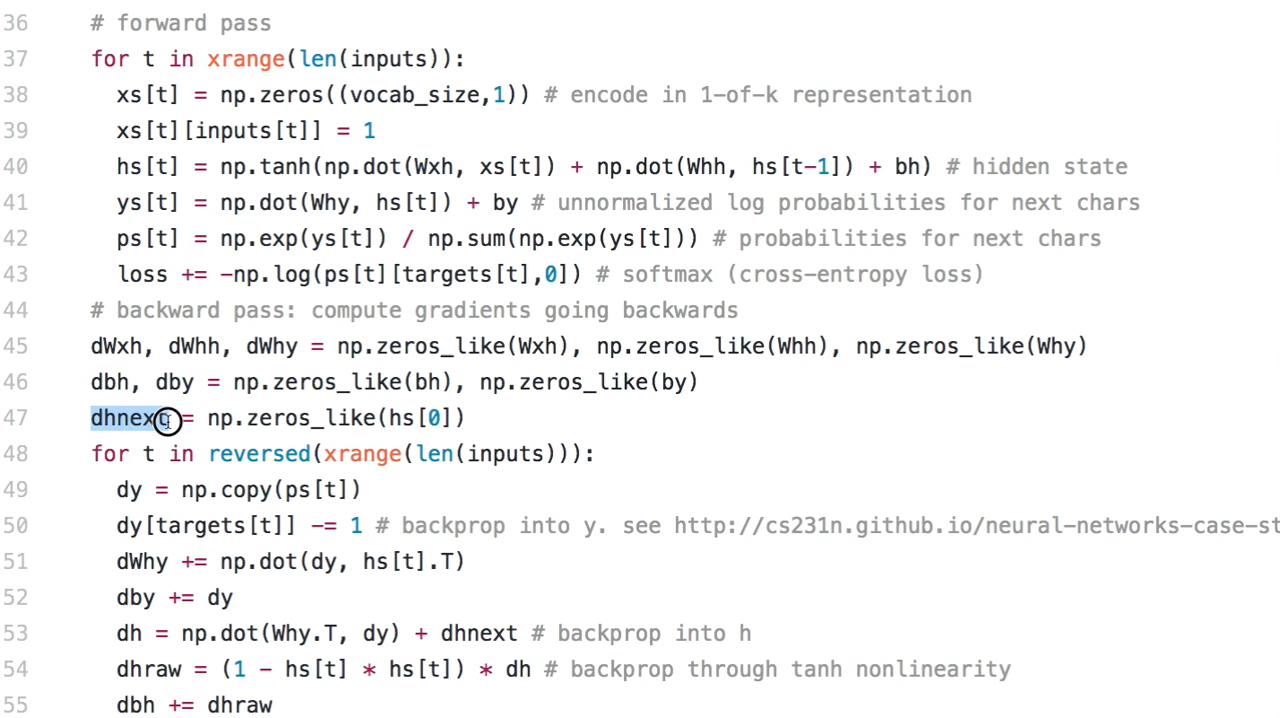 36 # forward pass
37 for t in xrange(len(inputs)):
38 xs[t] = np.zeros((vocab_size,1)) # encode in 1-of-k representation
39 xs[t][inputs[t]] = 1
40 hs[t] = np.tanh(np.dot(Wxh, xs[t]) + np.dot(Whh, hs[t-1]) + bh) # hidden state
41 ys[t] = np.dot(Why, hs[t]) + by # unnormalized log probabilities for next chars
42 ps[t] = np.exp(ys[t]) / np.sum(np.exp(ys[t])) # probabilities for next chars
43 loss += -np.log(ps[t][targets[t],0]) # softmax (cross-entropy loss)
44 # backward pass: compute gradients going backwards
45 dWxh, dWhh, dWhy = np.zeros_like(Wxh), np.zeros_like(Whh), np.zeros_like(Why)
46 dbh, dby = np.zeros_like(bh), np.zeros_like(by)
47 dhnext = np.zeros_like(hs[0])
48 for t in reversed(xrange(len(inputs))):
49 dy = np.copy(ps[t])
50 dy[targets[t]] -= 1 # backprop into y. see http://cs231n.github.io/neural-networks-case-st
51 dWhy += np.dot(dy, hs[t].T)
52 dby += dy
53 dh = np.dot(Why.T, dy) + dhnext # backprop into h
54 dhraw = (1 - hs[t] * hs[t]) * dh # backprop through tanh nonlinearity
55 dbh += dhraw